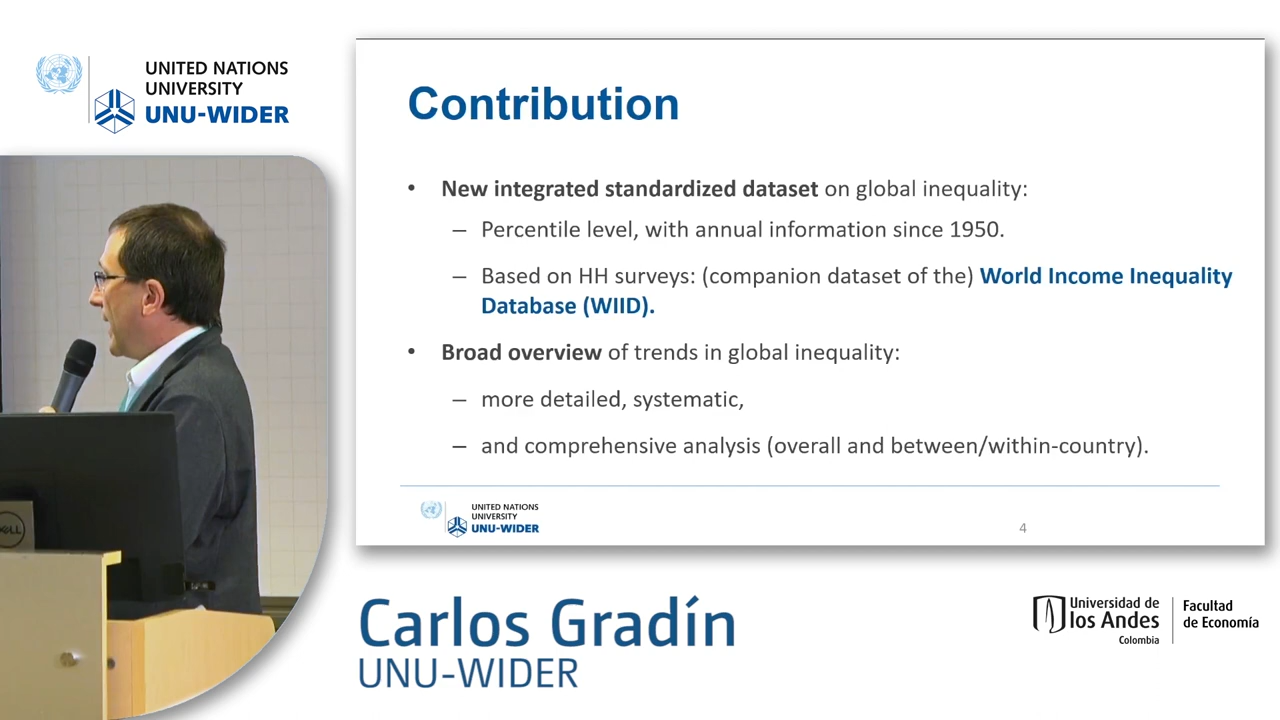 UNITED NATIONS
UNIVERSITY
UNU-WIDER
Contribution
• New integrated standardized dataset on global inequality:
– Percentile level, with annual information since 1950.
– Based on HH surveys: (companion dataset of the) World Income Inequality
Database (WIID).
• Broad overview of trends in global inequality:
– more detailed, systematic,
– and comprehensive analysis (overall and between/within-country).
UNITED NATIONS
UNIVERSITY
UNU-WIDER
4
DELL
Carlos Gradín
UNU-WIDER
Universidad de
los Andes
Colombia
Facultad
de Economía